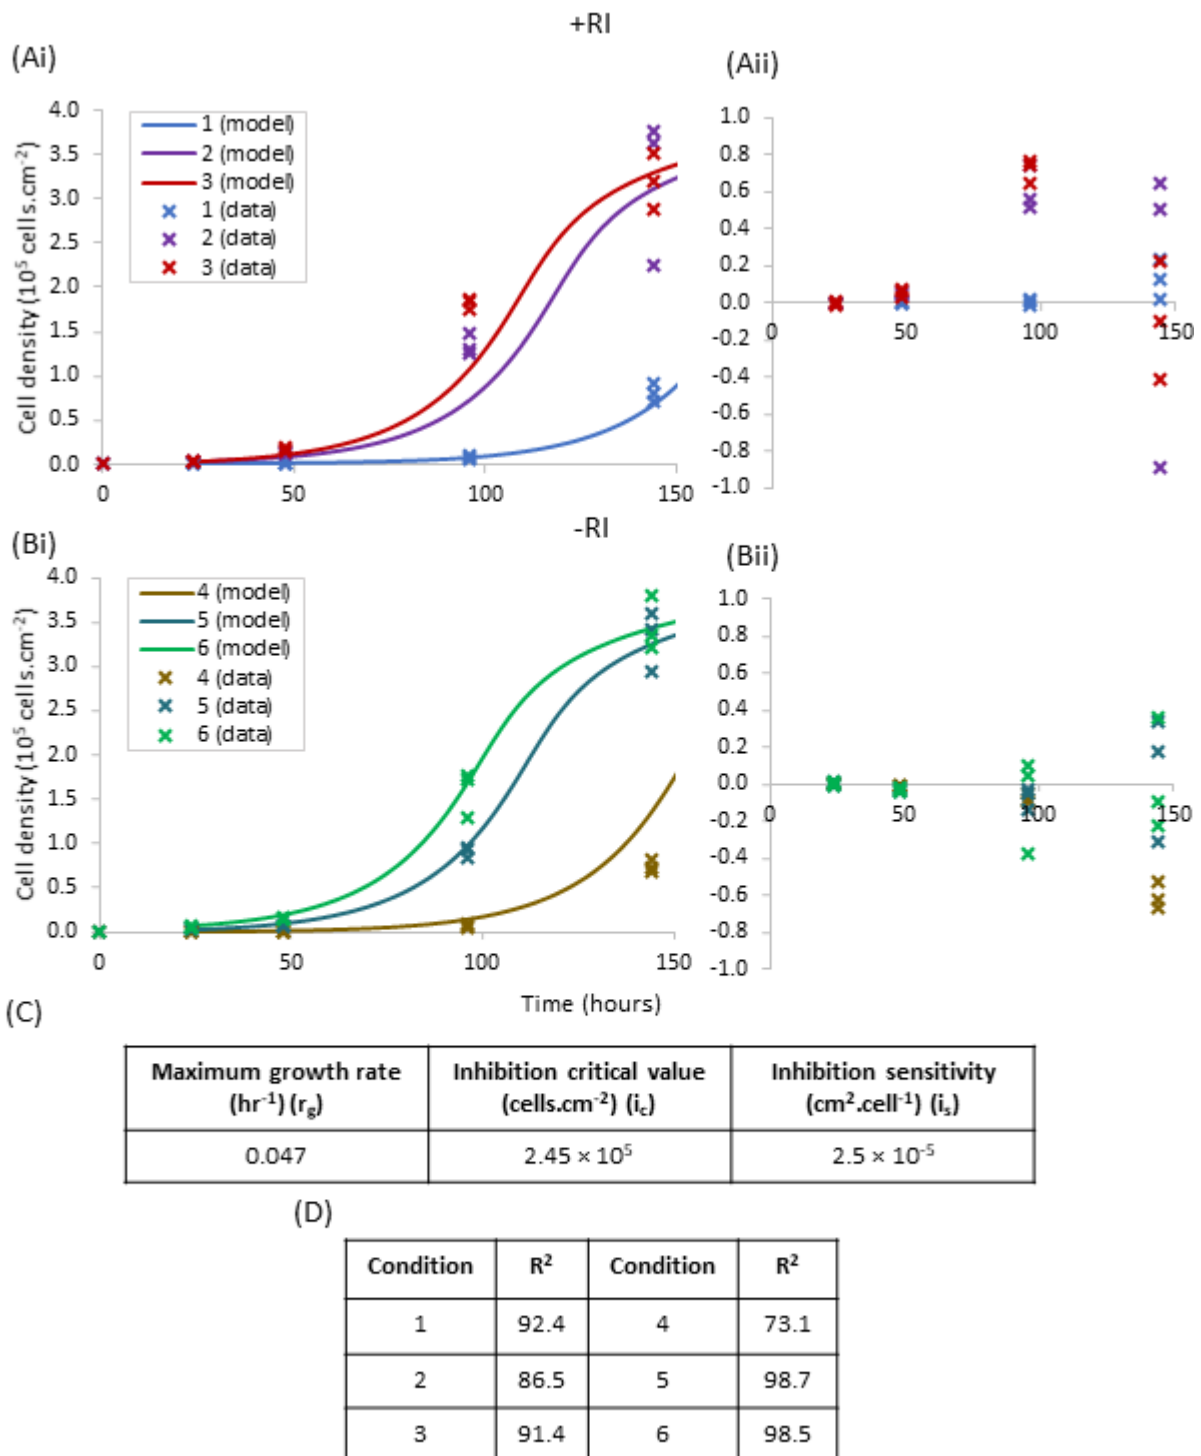 +RI
(Ai)
(Aii)
Cell density (10⁵ cells.cm⁻²)
4.0
3.5
3.0
2.5
2.0
1.5
1.0
0.5
0.0
0
50
100
150
1 (model)
2 (model)
3 (model)
1 (data)
2 (data)
3 (data)
1.0
0.8
0.6
0.4
0.2
0.0
-0.2
-0.4
-0.6
-0.8
-1.0
0
50
100
150
-RI
(Bi)
(Bii)
Cell density (10⁵ cells.cm⁻²)
4.0
3.5
3.0
2.5
2.0
1.5
1.0
0.5
0.0
0
50
100
150
4 (model)
5 (model)
6 (model)
4 (data)
5 (data)
6 (data)
1.0
0.8
0.6
0.4
0.2
0.0
-0.2
-0.4
-0.6
-0.8
-1.0
0
50
100
150
Time (hours)
(C)
Maximum growth rate (hr⁻¹) (r_g)
Inhibition critical value (cells.cm⁻²) (i_c)
Inhibition sensitivity (cm².cell⁻¹) (i_s)
0.047
2.45 × 10⁵
2.5 × 10⁻⁵
(D)
Condition R² Condition R²
1 92.4 4 73.1
2 86.5 5 98.7
3 91.4 6 98.5